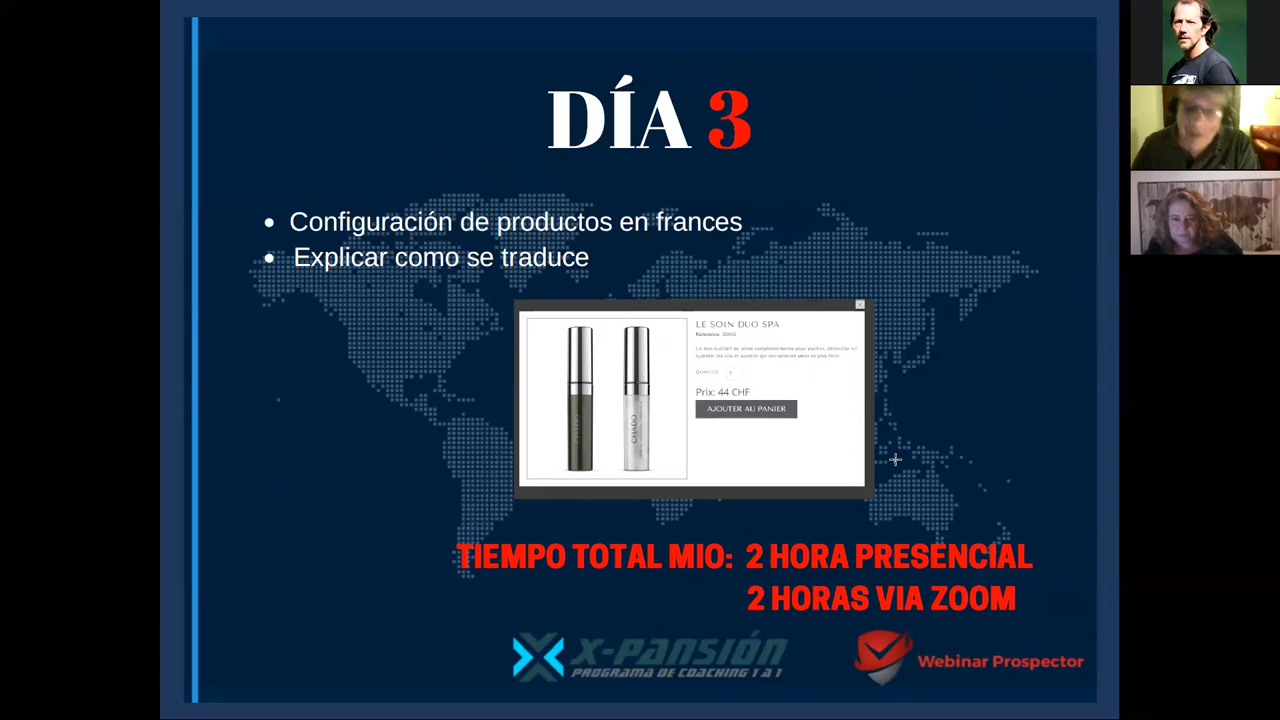 DÍA 3
• Configuración de productos en frances
• Explicar como se traduce
LE SOIN DUO SPA
Prix: 44 CHF
AJOUTER AU PANIER
CHADO
CHADO
TIEMPO TOTAL MIO: 2 HORA PRESENCIAL
2 HORAS VIA ZOOM
X-PANSIÓN
PROGRAMA DE COACHING 1 A 1
Webinar Prospector